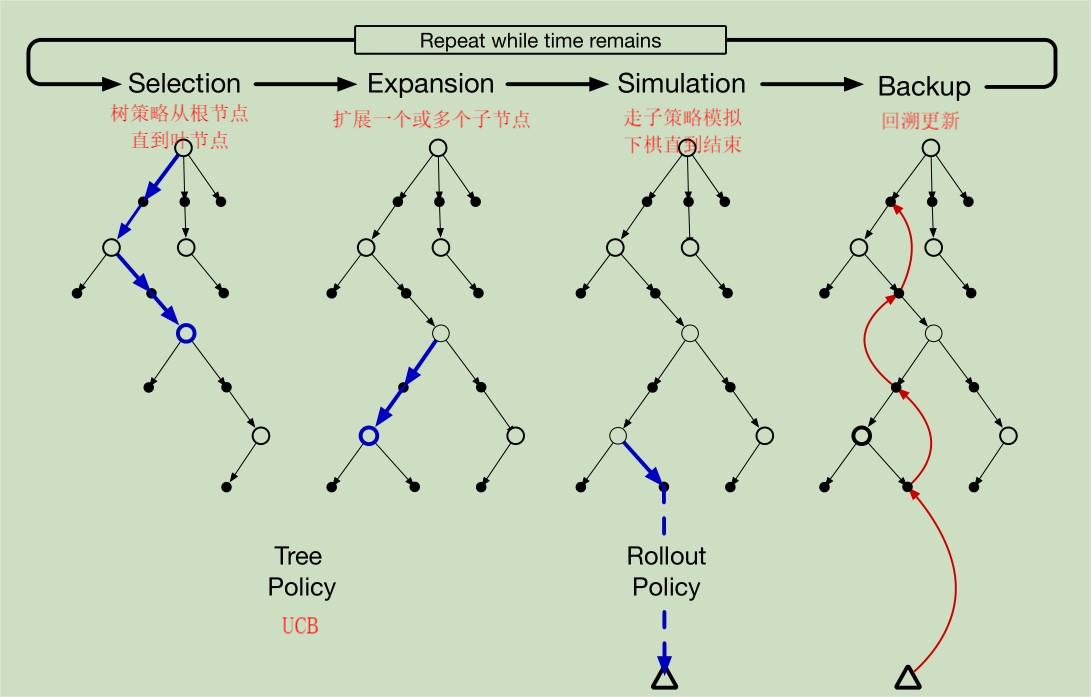 Repeat while time remains
Selection
Expansion
Simulation
Backup
树策略从根节点
直到叶节点
扩展一个或多个子节点
走子策略模拟
下棋直到结束
回溯更新
Tree
Policy
UCB
Rollout
Policy